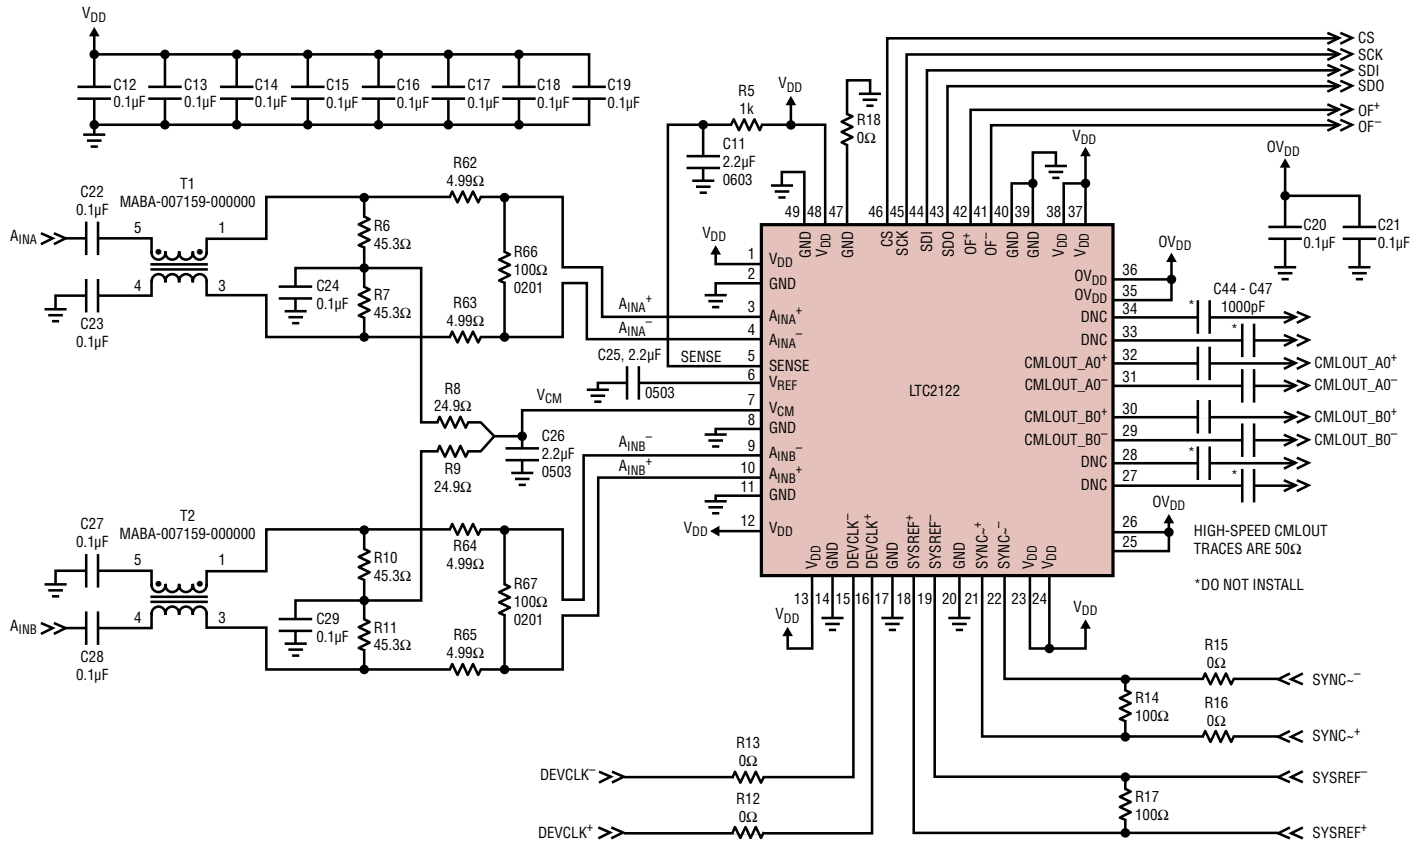 VDD
C12
0.1µF
C13
0.1µF
C14
0.1µF
C15
0.1µF
C16
0.1µF
C17
0.1µF
C18
0.1µF
C19
0.1µF
R5
1k
VDD
C11
2.2µF
0603
R18
0Ω
CS
SCK
SDI
SDO
OF+
OF–
VDD
OVDD
C20
0.1µF
C21
0.1µF
C22
0.1µF
T1
MABA-007159-000000
AINA
5
1
4
3
C23
0.1µF
R62
4.99Ω
R6
45.3Ω
R66
100Ω
0201
C24
0.1µF
R7
45.3Ω
R63
4.99Ω
AINA+
AINA–
C25, 2.2µF
0503
SENSE
R8
24.9Ω
R9
24.9Ω
VCM
C26
2.2µF
0503
AINB–
AINB+
C27
0.1µF
T2
MABA-007159-000000
5
1
AINB
4
3
C28
0.1µF
R64
4.99Ω
R10
45.3Ω
R67
100Ω
0201
C29
0.1µF
R11
45.3Ω
R65
4.99Ω
49 48 47 46 45 44 43 42 41 40 39 38 37
GND
VDD
GND
CS
SCK
SDI
SDO
OF+
OF–
GND
GND
VDD
VDD
VDD
1 VDD
2 GND
3 AINA+
4 AINA–
5 SENSE
6 VREF
7 VCM
8 GND
9 AINB–
10 AINB+
11 GND
VDD 12 VDD
LTC2122
OVDD
OVDD 36
OVDD 35
DNC 34
DNC 33
CMLOUT_A0+ 32
CMLOUT_A0– 31
CMLOUT_B0+ 30
CMLOUT_B0– 29
DNC 28
DNC 27
26
25
OVDD
C44 - C47
1000pF
*
*
CMLOUT_A0+
CMLOUT_A0–
CMLOUT_B0+
CMLOUT_B0–
*
*
HIGH-SPEED CMLOUT
TRACES ARE 50Ω
*DO NOT INSTALL
VDD
GND
DEVCLK–
DEVCLK+
GND
SYSREF+
SYSREF–
GND
SYNC~+
SYNC~–
VDD
VDD
13 14 15 16 17 18 19 20 21 22 23 24
VDD
VDD
R15
0Ω
SYNC~–
R14
100Ω
R16
0Ω
SYNC~+
R13
0Ω
DEVCLK–
R12
0Ω
DEVCLK+
SYSREF–
R17
100Ω
SYSREF+